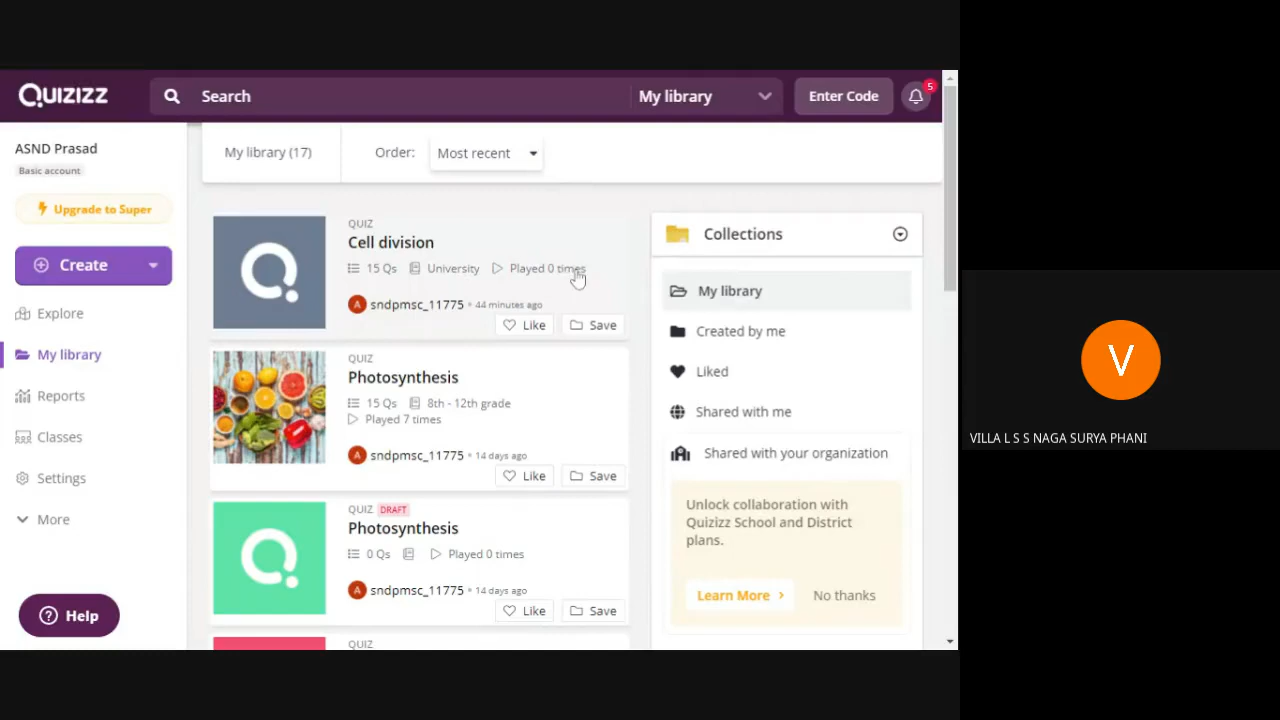 QUIZIZZ
Search
My library
Enter Code
5
ASND Prasad
Basic account
Upgrade to Super
Create
Explore
My library
Reports
Classes
Settings
More
Help
My library (17)
Order:
Most recent
QUIZ
Cell division
15 Qs University Played 0 times
A sndpmsc_11775 • 44 minutes ago
Like Save
QUIZ
Photosynthesis
15 Qs 8th - 12th grade
Played 7 times
A sndpmsc_11775 • 14 days ago
Like Save
QUIZ DRAFT
Photosynthesis
0 Qs Played 0 times
A sndpmsc_11775 • 14 days ago
Like Save
QUIZ
Collections
My library
Created by me
Liked
Shared with me
Shared with your organization
Unlock collaboration with
Quizizz School and District
plans.
Learn More No thanks
V
VILLA L S S NAGA SURYA PHANI